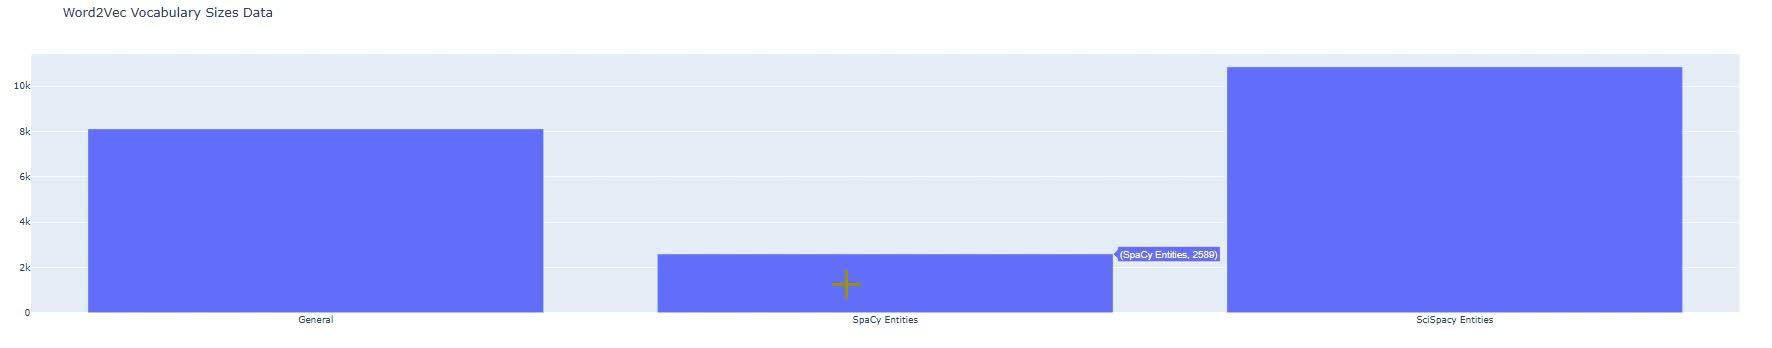 Word2Vec Vocabulary Sizes Data
10k
8k
6k
4k
2k
0
(SpaCy Entities, 2589)
General
SpaCy Entities
SciSpacy Entities